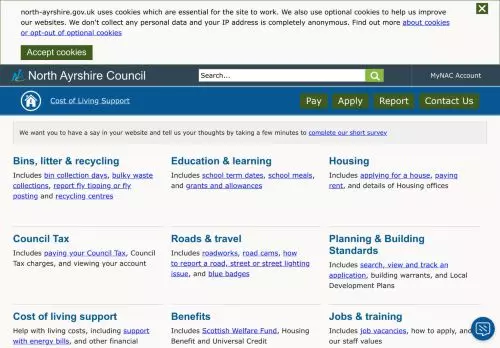 north-ayrshire.gov.uk uses cookies which are essential for the site to work. We also use optional cookies to help us improve
our websites. We don't collect any personal data and your IP address is completely anonymous. Find out more about cookies
or opt-out of optional cookies
Accept cookies
North Ayrshire Council
Search...
MyNAC Account
Cost of Living Support
Pay
Apply
Report
Contact Us
We want you to have a say in your website and tell us your thoughts by taking a few minutes to complete our short survey
Bins, litter & recycling
Includes bin collection days, bulky waste
collections, report fly tipping or fly
posting and recycling centres
Education & learning
Includes school term dates, school meals,
and grants and allowances
Housing
Includes applying for a house, paying
rent, and details of Housing offices
Council Tax
Includes paying your Council Tax, Council
Tax charges, and viewing your account
Roads & travel
Includes roadworks, road cams, how
to report a road, street or street lighting
issue, and blue badges
Planning & Building
Standards
Includes search, view and track an
application, building warrants, and Local
Development Plans
Cost of living support
Help with living costs, including support
with energy bills, and other financial
Benefits
Includes Scottish Welfare Fund, Housing
Benefit and Universal Credit
Jobs & training
Includes job vacancies, how to apply, and
our staff values